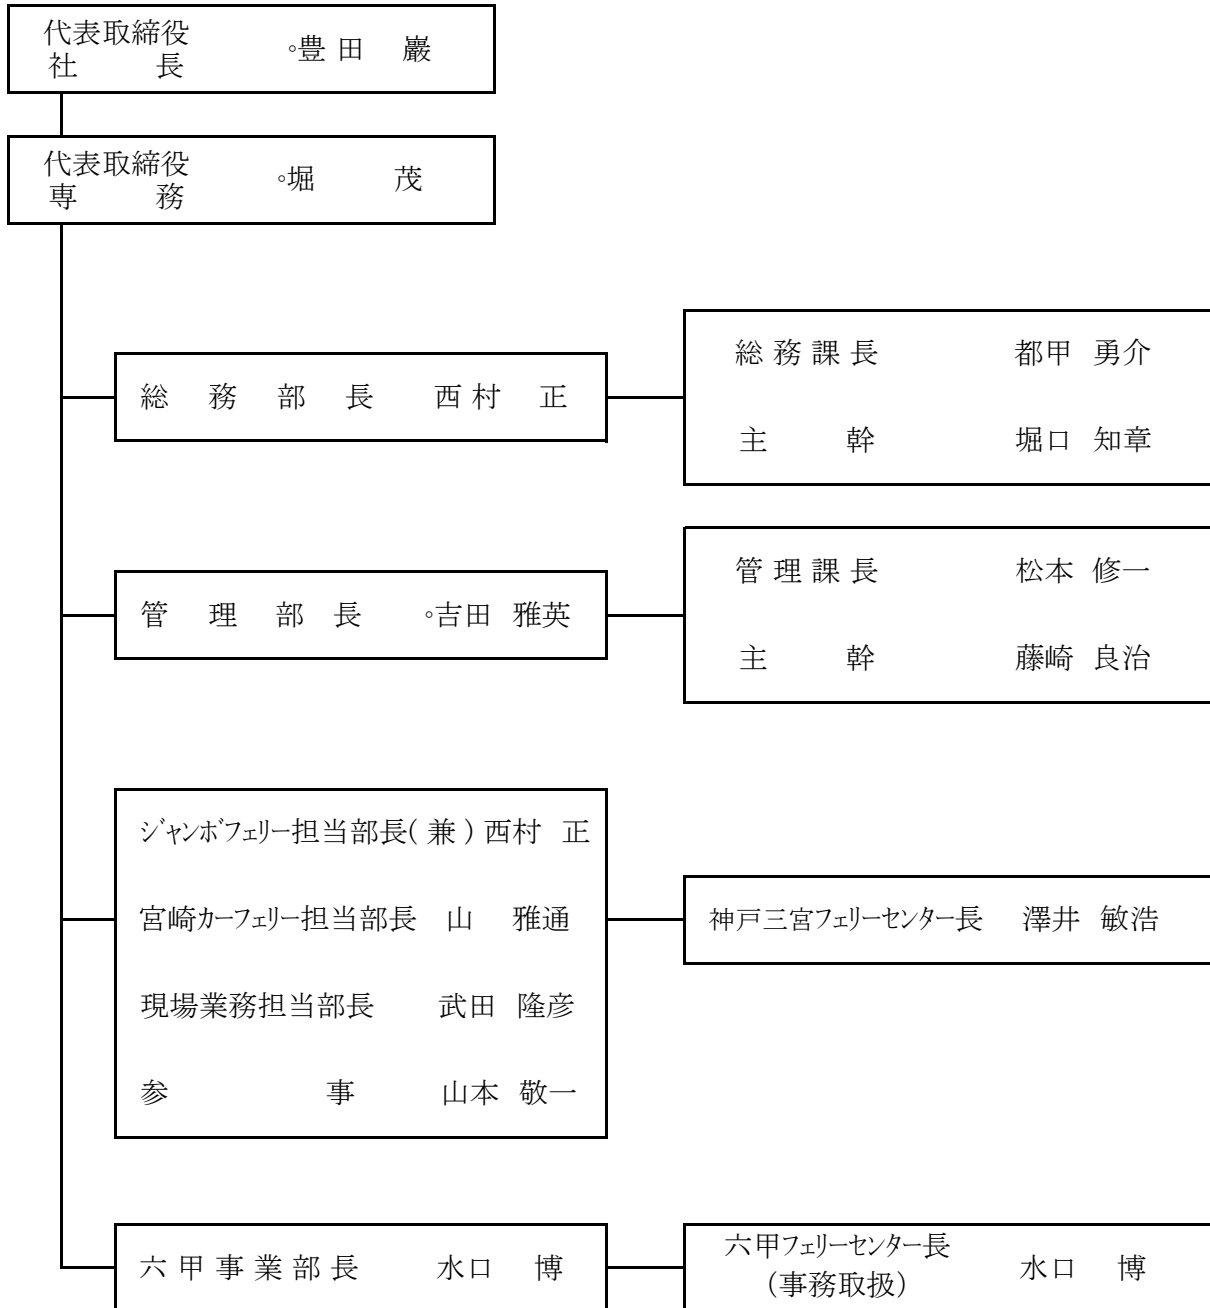 代表取締役
社長 ◦豊田 巖
代表取締役
専務 ◦堀 茂
総務部長 西村 正
総務課長 都甲 勇介
主幹 堀口 知章
管理部長 ◦吉田 雅英
管理課長 松本 修一
主幹 藤崎 良治
ジャンボフェリー担当部長(兼)西村 正
宮崎カーフェリー担当部長 山 雅通
現場業務担当部長 武田 隆彦
参事 山本 敬一
神戸三宮フェリーセンター長 澤井 敏浩
六甲事業部長 水口 博
六甲フェリーセンター長
(事務取扱) 水口 博